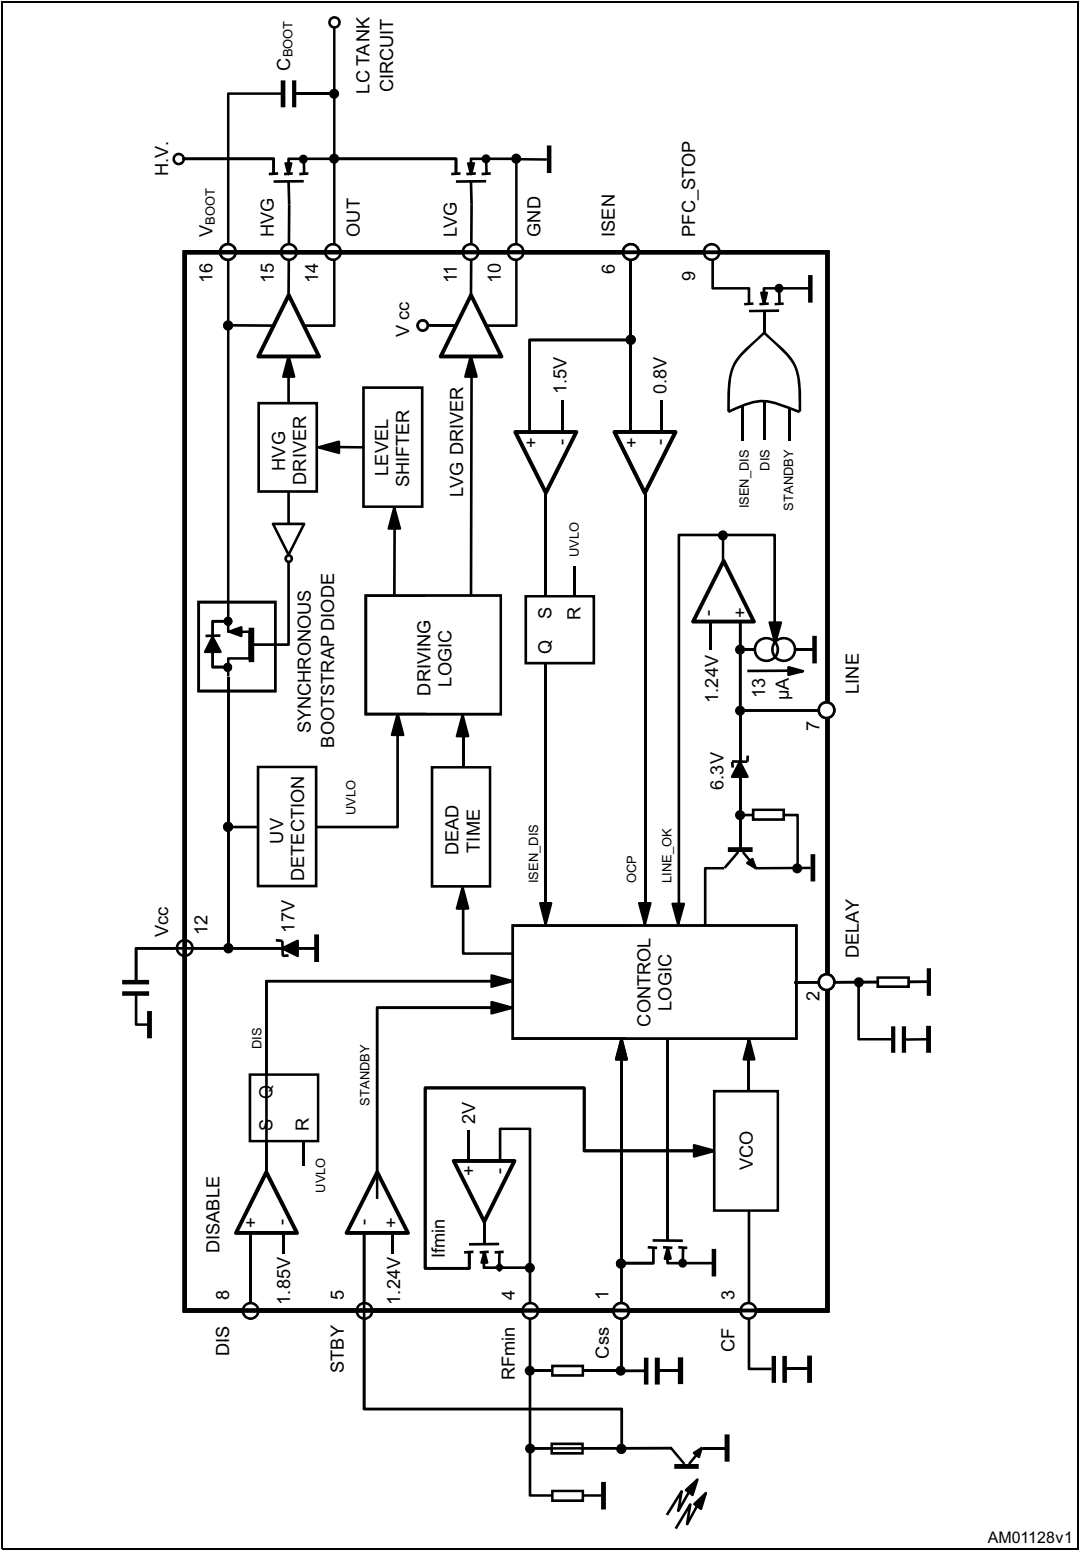 H.V.
CBOOT
LC TANK
CIRCUIT
VBOOT
HVG
OUT
LVG
GND
ISEN
PFC_STOP
16
15
14
11
10
6
9
V cc
HVG
DRIVER
LEVEL
SHIFTER
LVG DRIVER
+
-
1.5V
+
-
0.8V
ISEN_DIS
DIS
STANDBY
SYNCHRONOUS
BOOTSTRAP DIODE
DRIVING
LOGIC
Q
S
R
UVLO
1.24V
-
+
13
µA
LINE
7
6.3V
UV
DETECTION
UVLO
DEAD
TIME
ISEN_DIS
OCP
LINE_OK
Vcc
12
17V
CONTROL
LOGIC
DELAY
2
DIS
S
Q
R
UVLO
STANDBY
DISABLE
+
-
1.85V
-
+
1.24V
Ifmin
2V
+
-
VCO
8
5
4
1
3
DIS
STBY
RFmin
Css
CF
AM01128v1